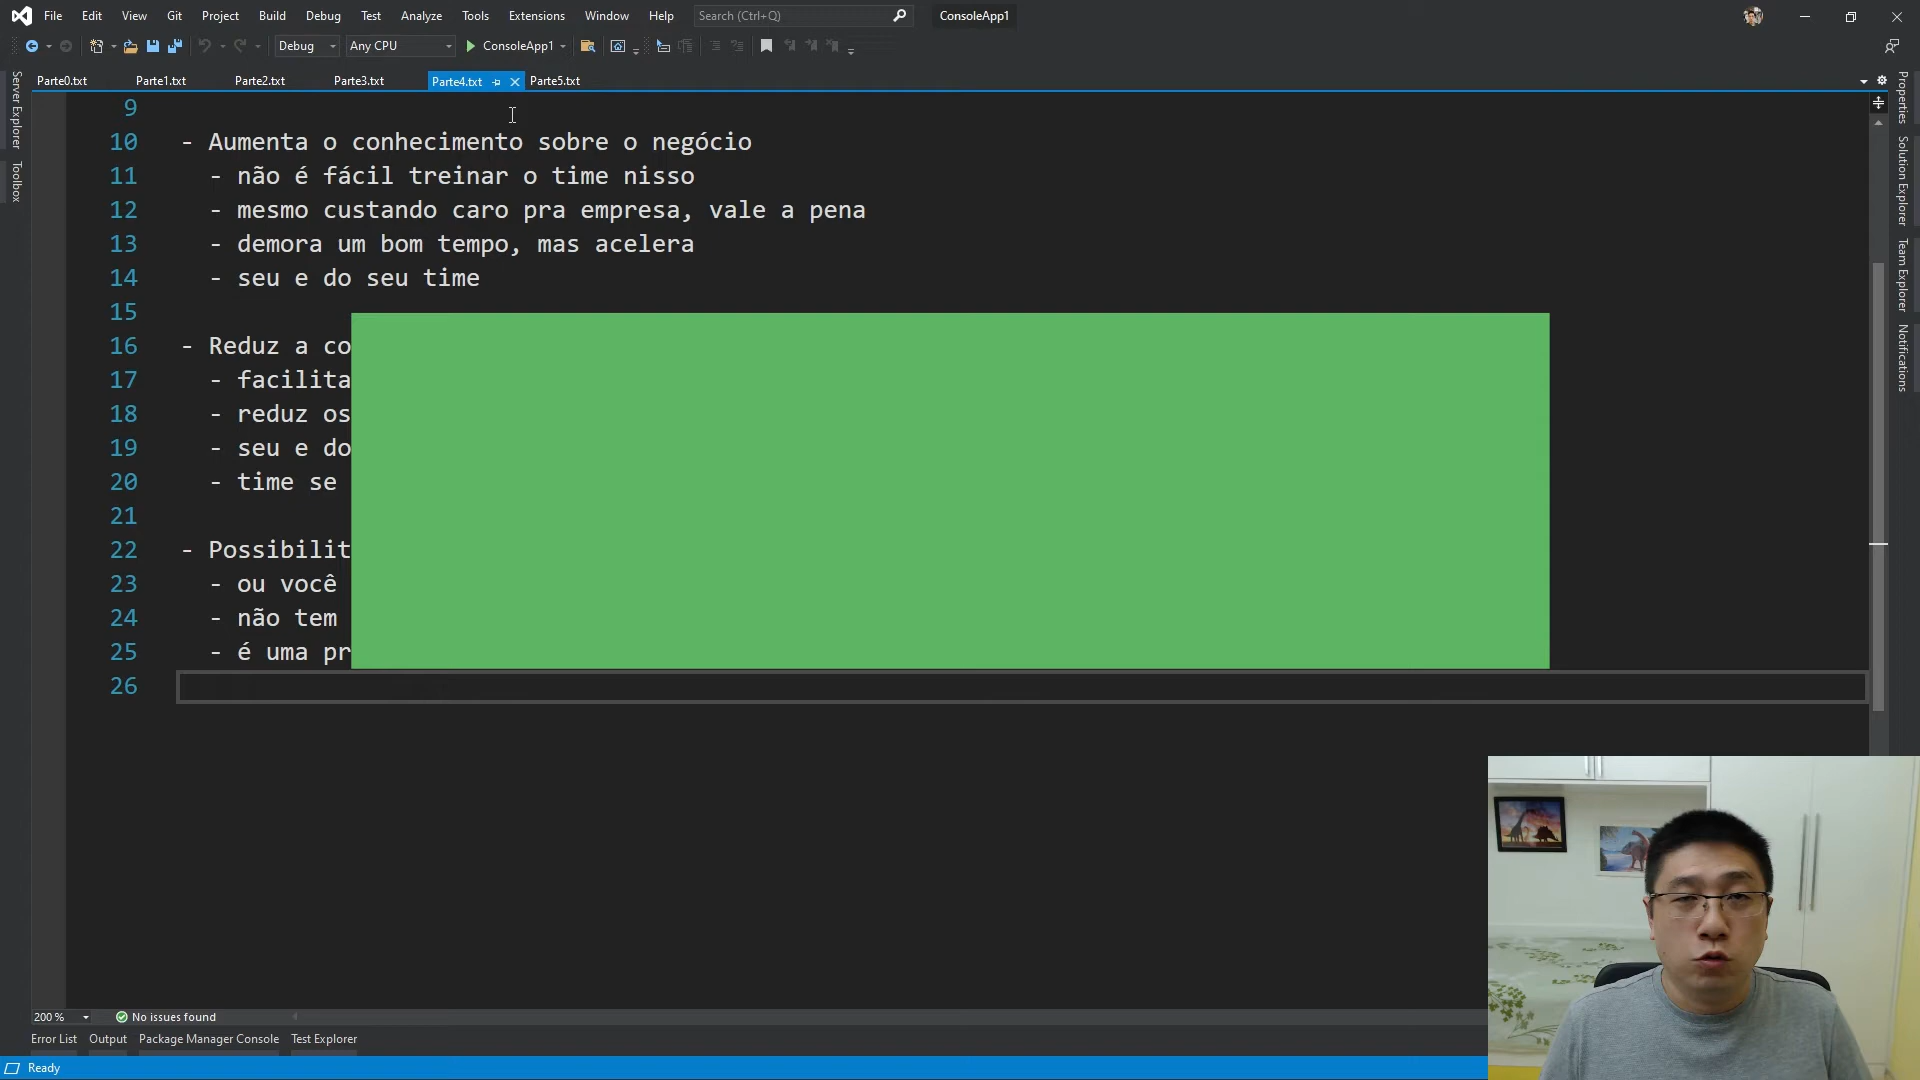 File Edit View Git Project Build Debug Test Analyze Tools Extensions Window Help Search (Ctrl+Q) ConsoleApp1
Debug Any CPU ConsoleApp1
Parte0.txt Parte1.txt Parte2.txt Parte3.txt Parte4.txt Parte5.txt
Server Explorer
Toolbox
9
10 - Aumenta o conhecimento sobre o negócio
11 - não é fácil treinar o time nisso
12 - mesmo custando caro pra empresa, vale a pena
13 - demora um bom tempo, mas acelera
14 - seu e do seu time
15
16 - Reduz a co
17 - facilita
18 - reduz os
19 - seu e do
20 - time se
21
22 - Possibilit
23 - ou você
24 - não tem
25 - é uma pr
26
Properties
Solution Explorer
Team Explorer
Notifications
200 % No issues found
Error List Output Package Manager Console Test Explorer
Ready